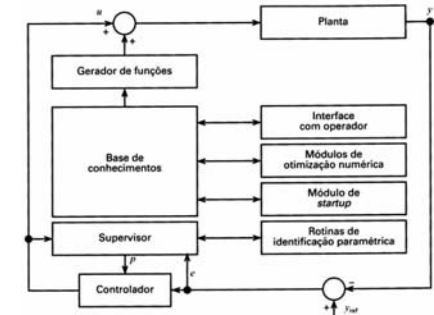 u
y
+
+
Planta
Gerador de funções
Base de
conhecimentos
Interface
com operador
Módulos de
otimização numérica
Módulo de
startup
Supervisor
Rotinas de
identificação paramétrica
p
e
Controlador
−
+
y_ref